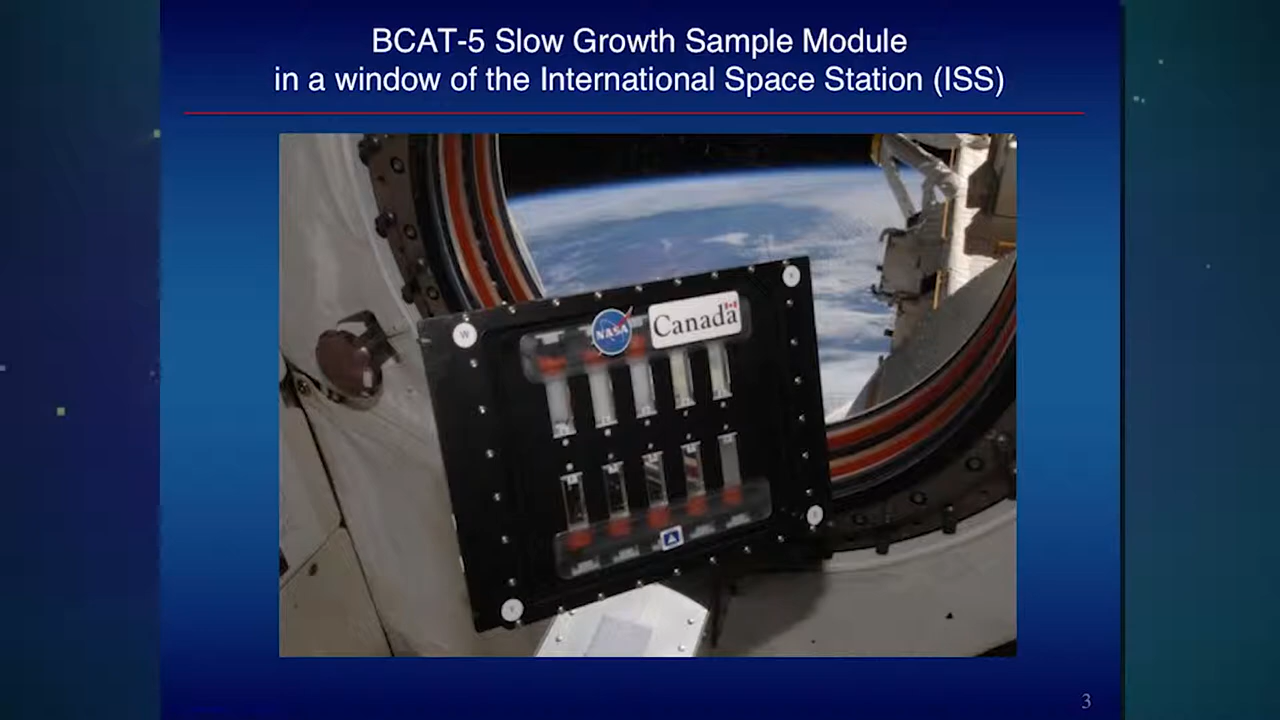 BCAT-5 Slow Growth Sample Module
in a window of the International Space Station (ISS)
W
NASA
Canada
3